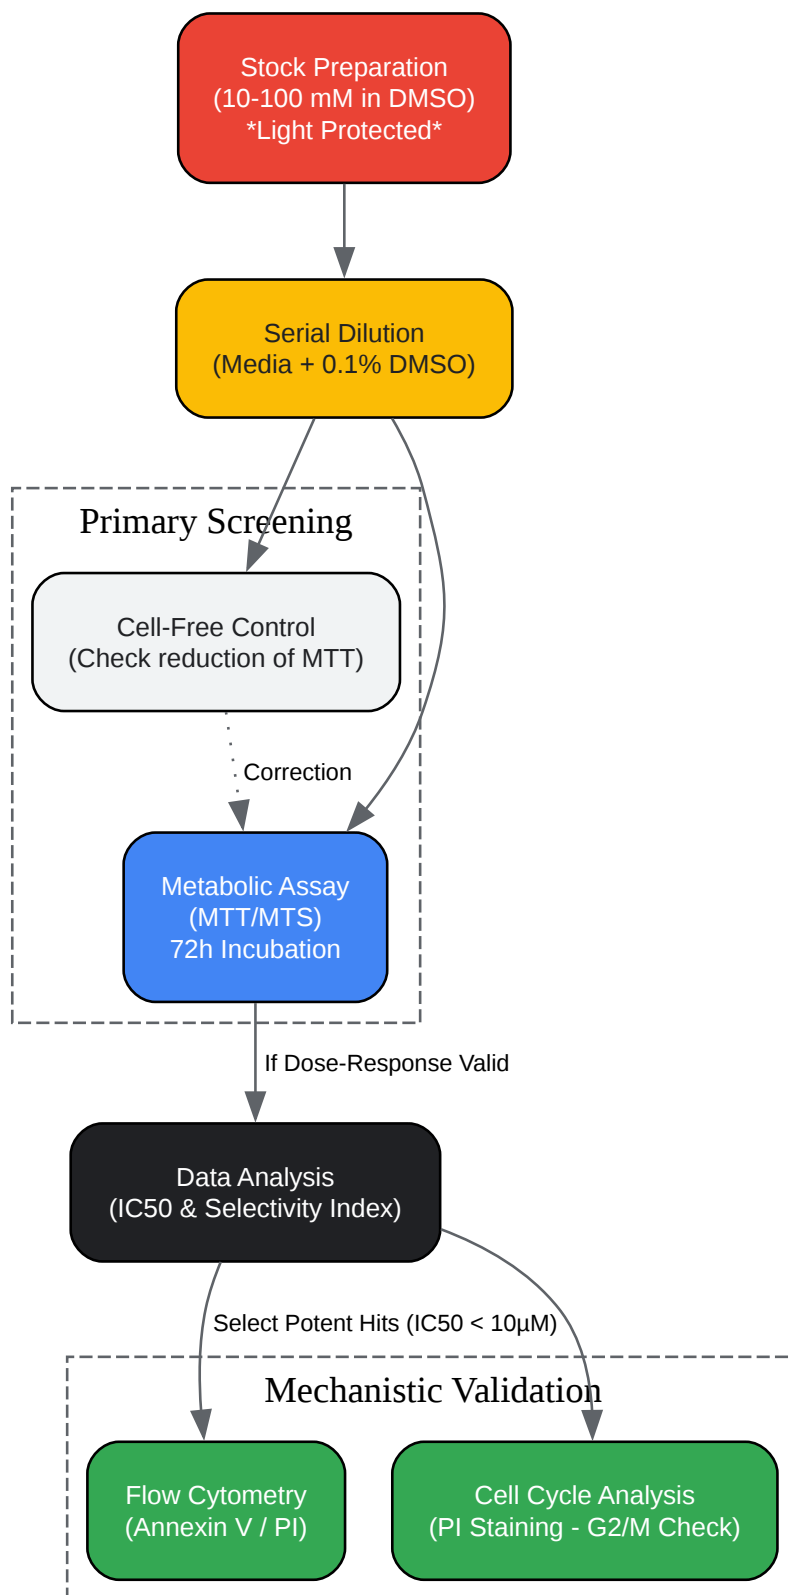 Stock Preparation
(10-100 mM in DMSO)
*Light Protected*
Serial Dilution
(Media + 0.1% DMSO)
Primary Screening
Cell-Free Control
(Check reduction of MTT)
Correction
Metabolic Assay
(MTT/MTS)
72h Incubation
If Dose-Response Valid
Data Analysis
(IC50 & Selectivity Index)
Select Potent Hits (IC50 < 10µM)
Mechanistic Validation
Flow Cytometry
(Annexin V / PI)
Cell Cycle Analysis
(PI Staining - G2/M Check)